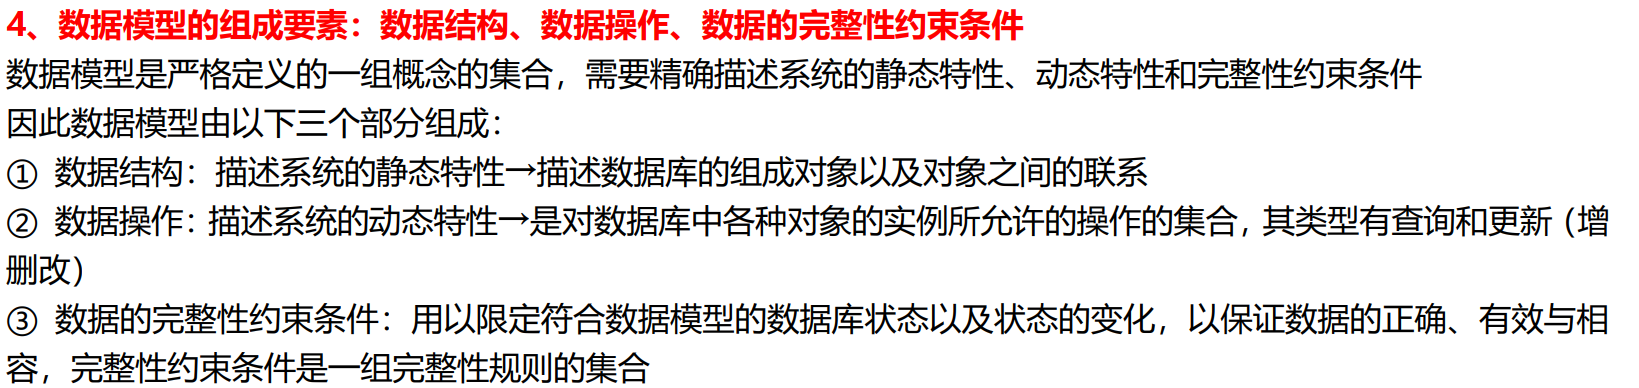 4、数据模型的组成要素：数据结构、数据操作、数据的完整性约束条件
数据模型是严格定义的一组概念的集合，需要精确描述系统的静态特性、动态特性和完整性约束条件
因此数据模型由以下三个部分组成：
① 数据结构：描述系统的静态特性→描述数据库的组成对象以及对象之间的联系
② 数据操作：描述系统的动态特性→是对数据库中各种对象的实例所允许的操作的集合，其类型有查询和更新（增
删改）
③ 数据的完整性约束条件：用以限定符合数据模型的数据库状态以及状态的变化，以保证数据的正确、有效与相
容，完整性约束条件是一组完整性规则的集合